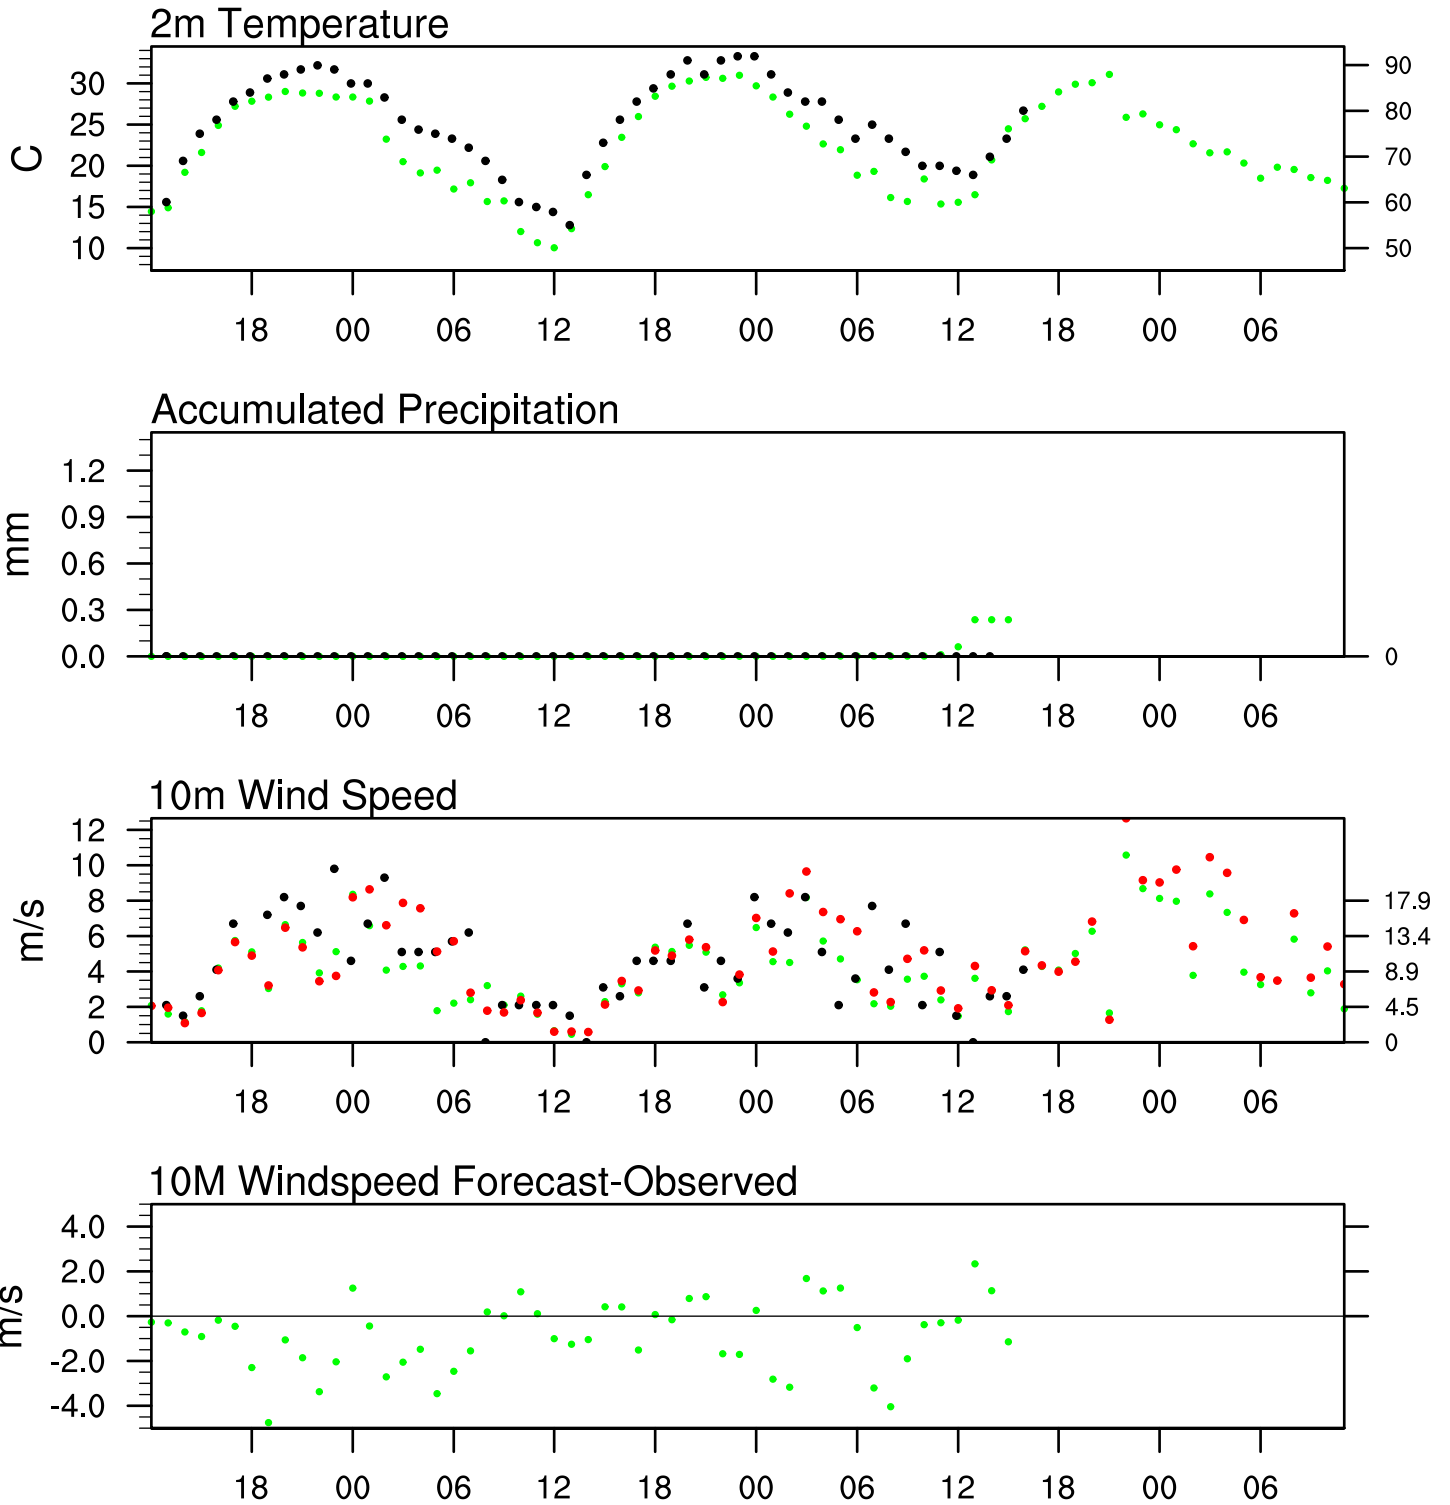 2m Temperature
30
25
20
15
10
C
90
80
70
60
50
18 00 06 12 18 00 06 12 18 00 06
Accumulated Precipitation
1.2
0.9
0.6
0.3
0.0
mm
0
18 00 06 12 18 00 06 12 18 00 06
10m Wind Speed
12
10
8
6
4
2
0
m/s
17.9
13.4
8.9
4.5
0
18 00 06 12 18 00 06 12 18 00 06
10M Windspeed Forecast-Observed
4.0
2.0
0.0
-2.0
-4.0
m/s
18 00 06 12 18 00 06 12 18 00 06